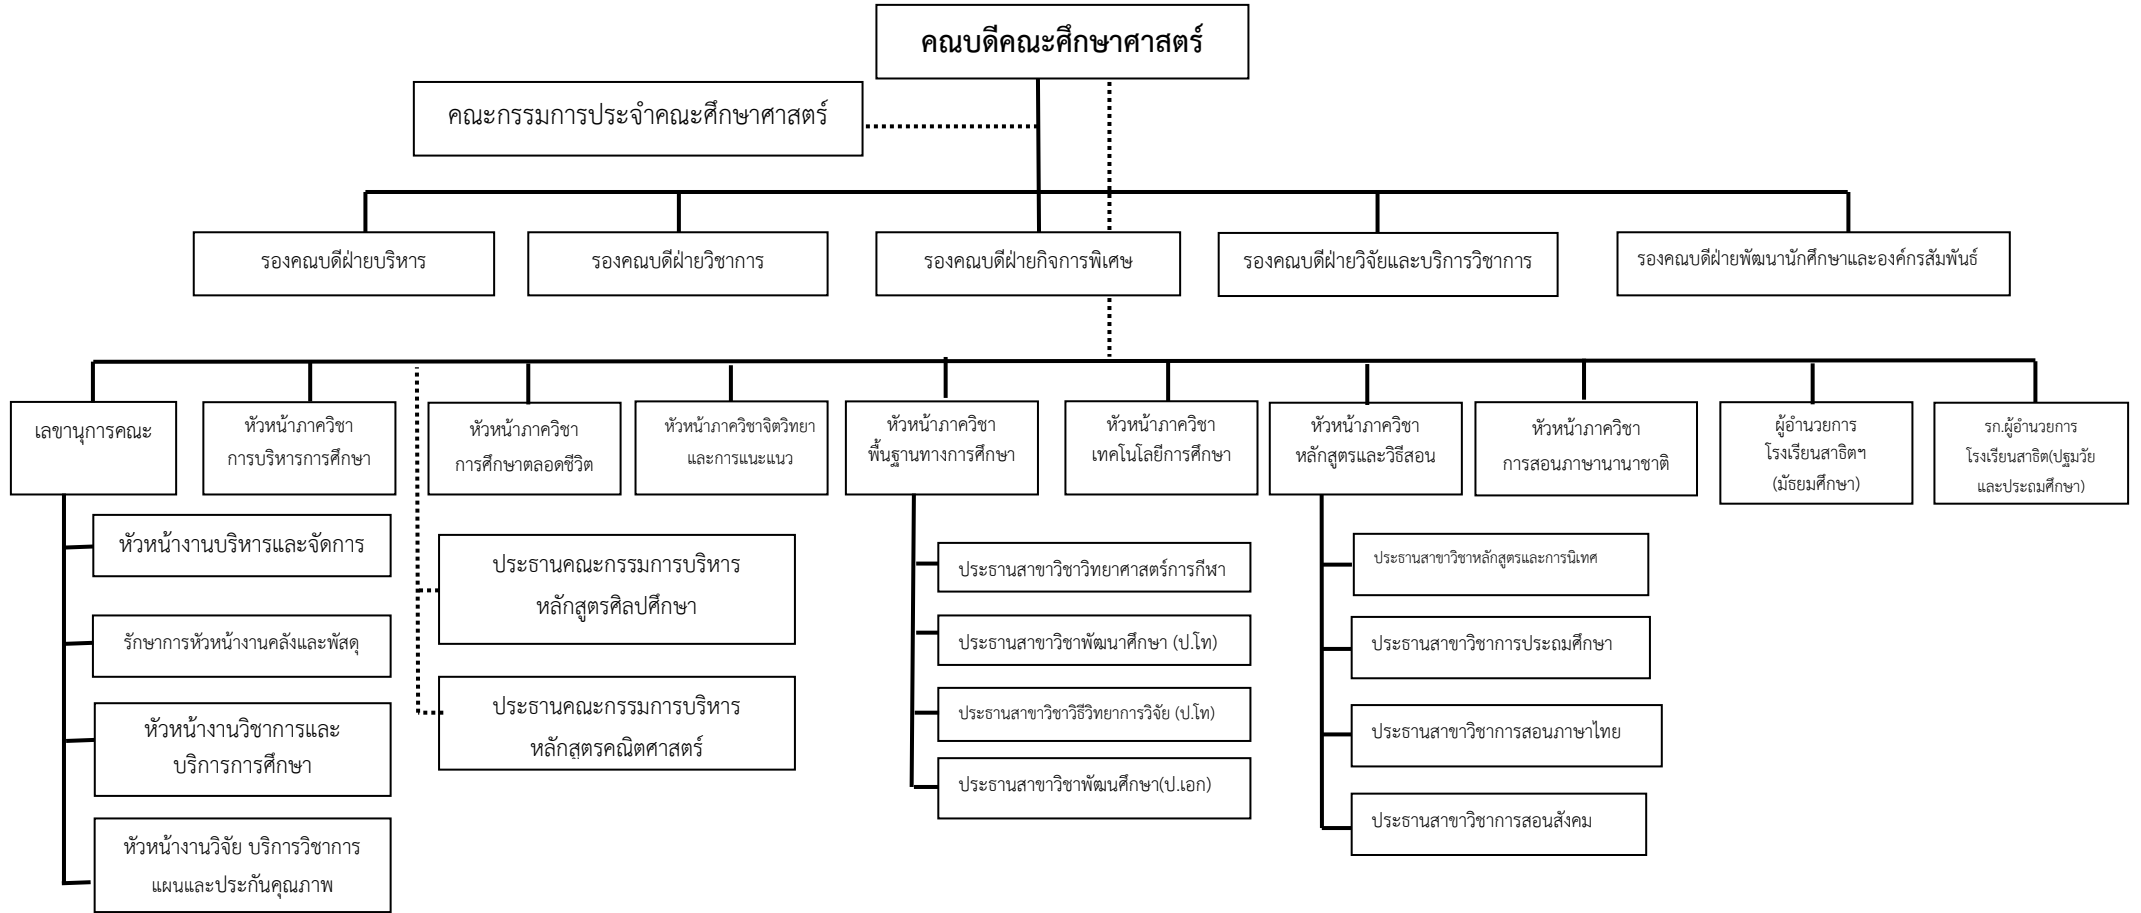 คณบดีคณะศึกษาศาสตร์
คณะกรรมการประจำคณะศึกษาศาสตร์
รองคณบดีฝ่ายบริหาร
รองคณบดีฝ่ายวิชาการ
รองคณบดีฝ่ายกิจการพิเศษ
รองคณบดีฝ่ายวิจัยและบริการวิชาการ
รองคณบดีฝ่ายพัฒนานักศึกษาและองค์กรสัมพันธ์
เลขานุการคณะ
หัวหน้าภาควิชา
การบริหารการศึกษา
หัวหน้าภาควิชา
การศึกษาตลอดชีวิต
หัวหน้าภาควิชาจิตวิทยา
และการแนะแนว
หัวหน้าภาควิชา
พื้นฐานทางการศึกษา
หัวหน้าภาควิชา
เทคโนโลยีการศึกษา
หัวหน้าภาควิชา
หลักสูตรและวิธีสอน
หัวหน้าภาควิชา
การสอนภาษานานาชาติ
ผู้อำนวยการ
โรงเรียนสาธิตฯ
(มัธยมศึกษา)
รก.ผู้อำนวยการ
โรงเรียนสาธิต(ปฐมวัย
และประถมศึกษา)
หัวหน้างานบริหารและจัดการ
รักษาการหัวหน้างานคลังและพัสดุ
หัวหน้างานวิชาการและ
บริการการศึกษา
หัวหน้างานวิจัย บริการวิชาการ
แผนและประกันคุณภาพ
ประธานคณะกรรมการบริหาร
หลักสูตรศิลปศึกษา
ประธานคณะกรรมการบริหาร
หลักสูตรคณิตศาสตร์
ประธานสาขาวิชาวิทยาศาสตร์การกีฬา
ประธานสาขาวิชาพัฒนาศึกษา (ป.โท)
ประธานสาขาวิชาวิธีวิทยาการวิจัย (ป.โท)
ประธานสาขาวิชาพัฒนศึกษา(ป.เอก)
ประธานสาขาวิชาหลักสูตรและการนิเทศ
ประธานสาขาวิชาการประถมศึกษา
ประธานสาขาวิชาการสอนภาษาไทย
ประธานสาขาวิชาการสอนสังคม